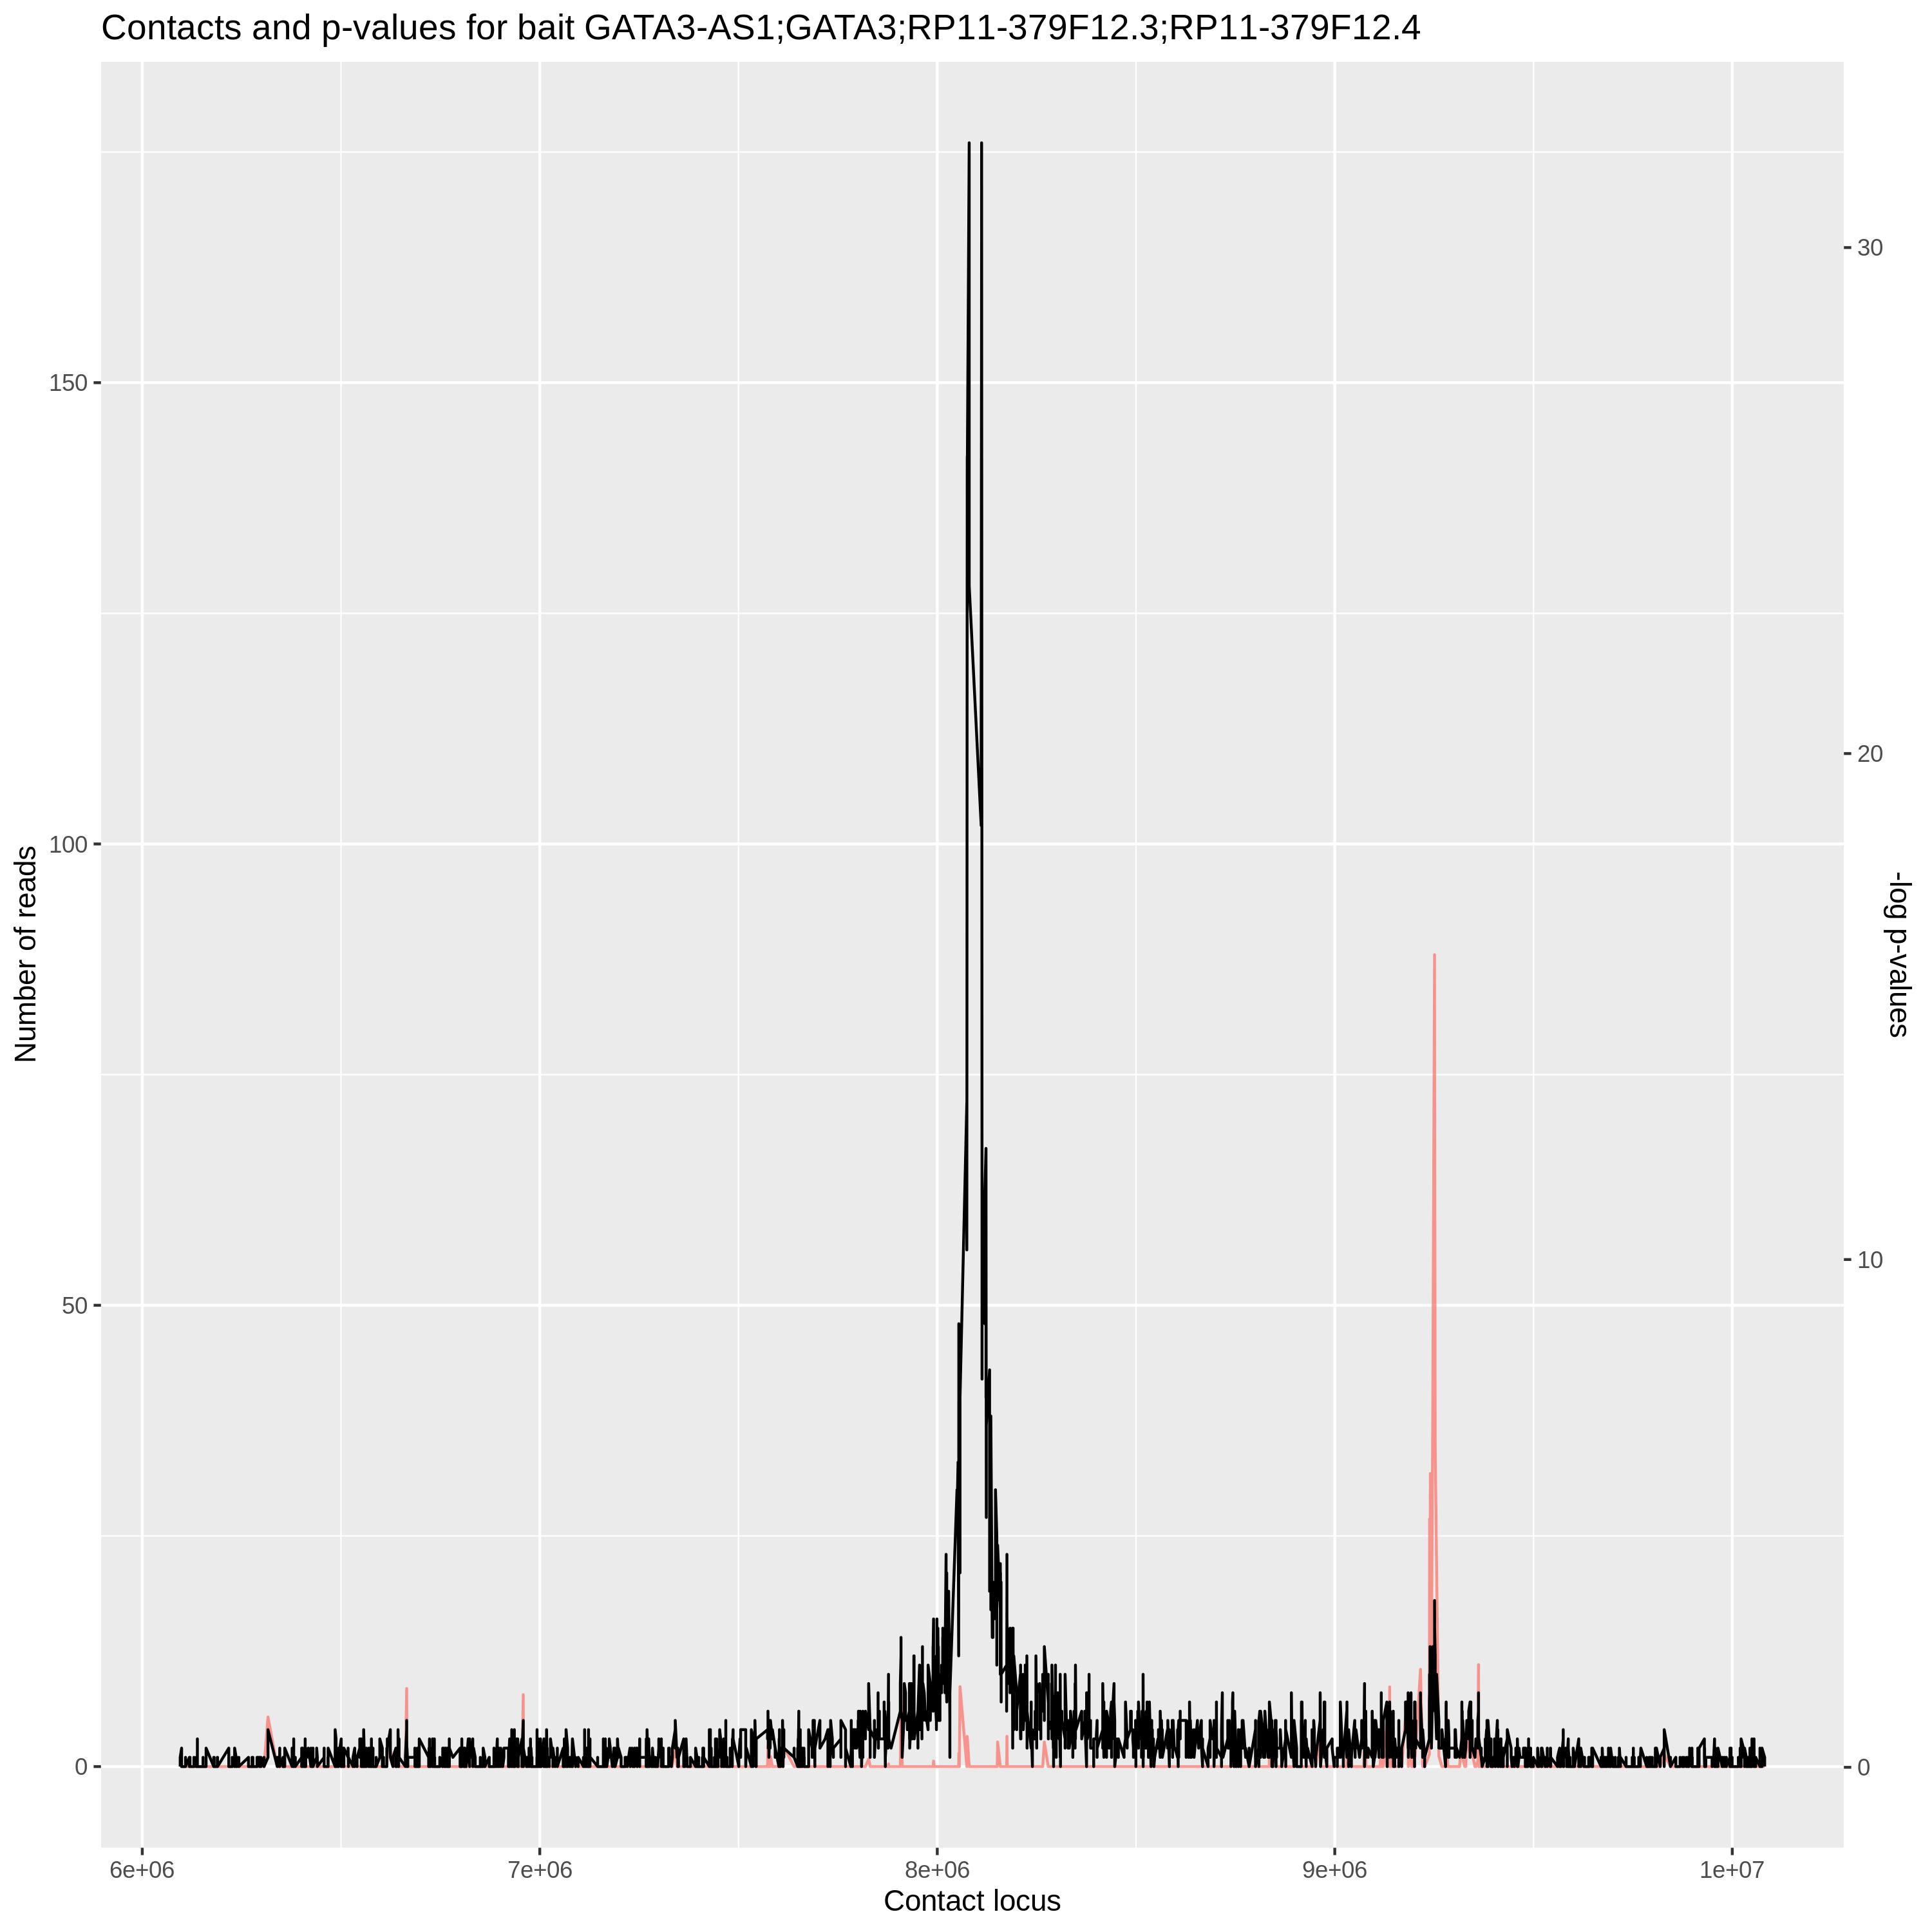 Contacts and p-values for bait GATA3-AS1;GATA3;RP11-379F12.3;RP11-379F12.4
Number of reads
150
100
50
0
30
20
10
0
-log p-values
6e+06 7e+06 8e+06 9e+06 1e+07
Contact locus